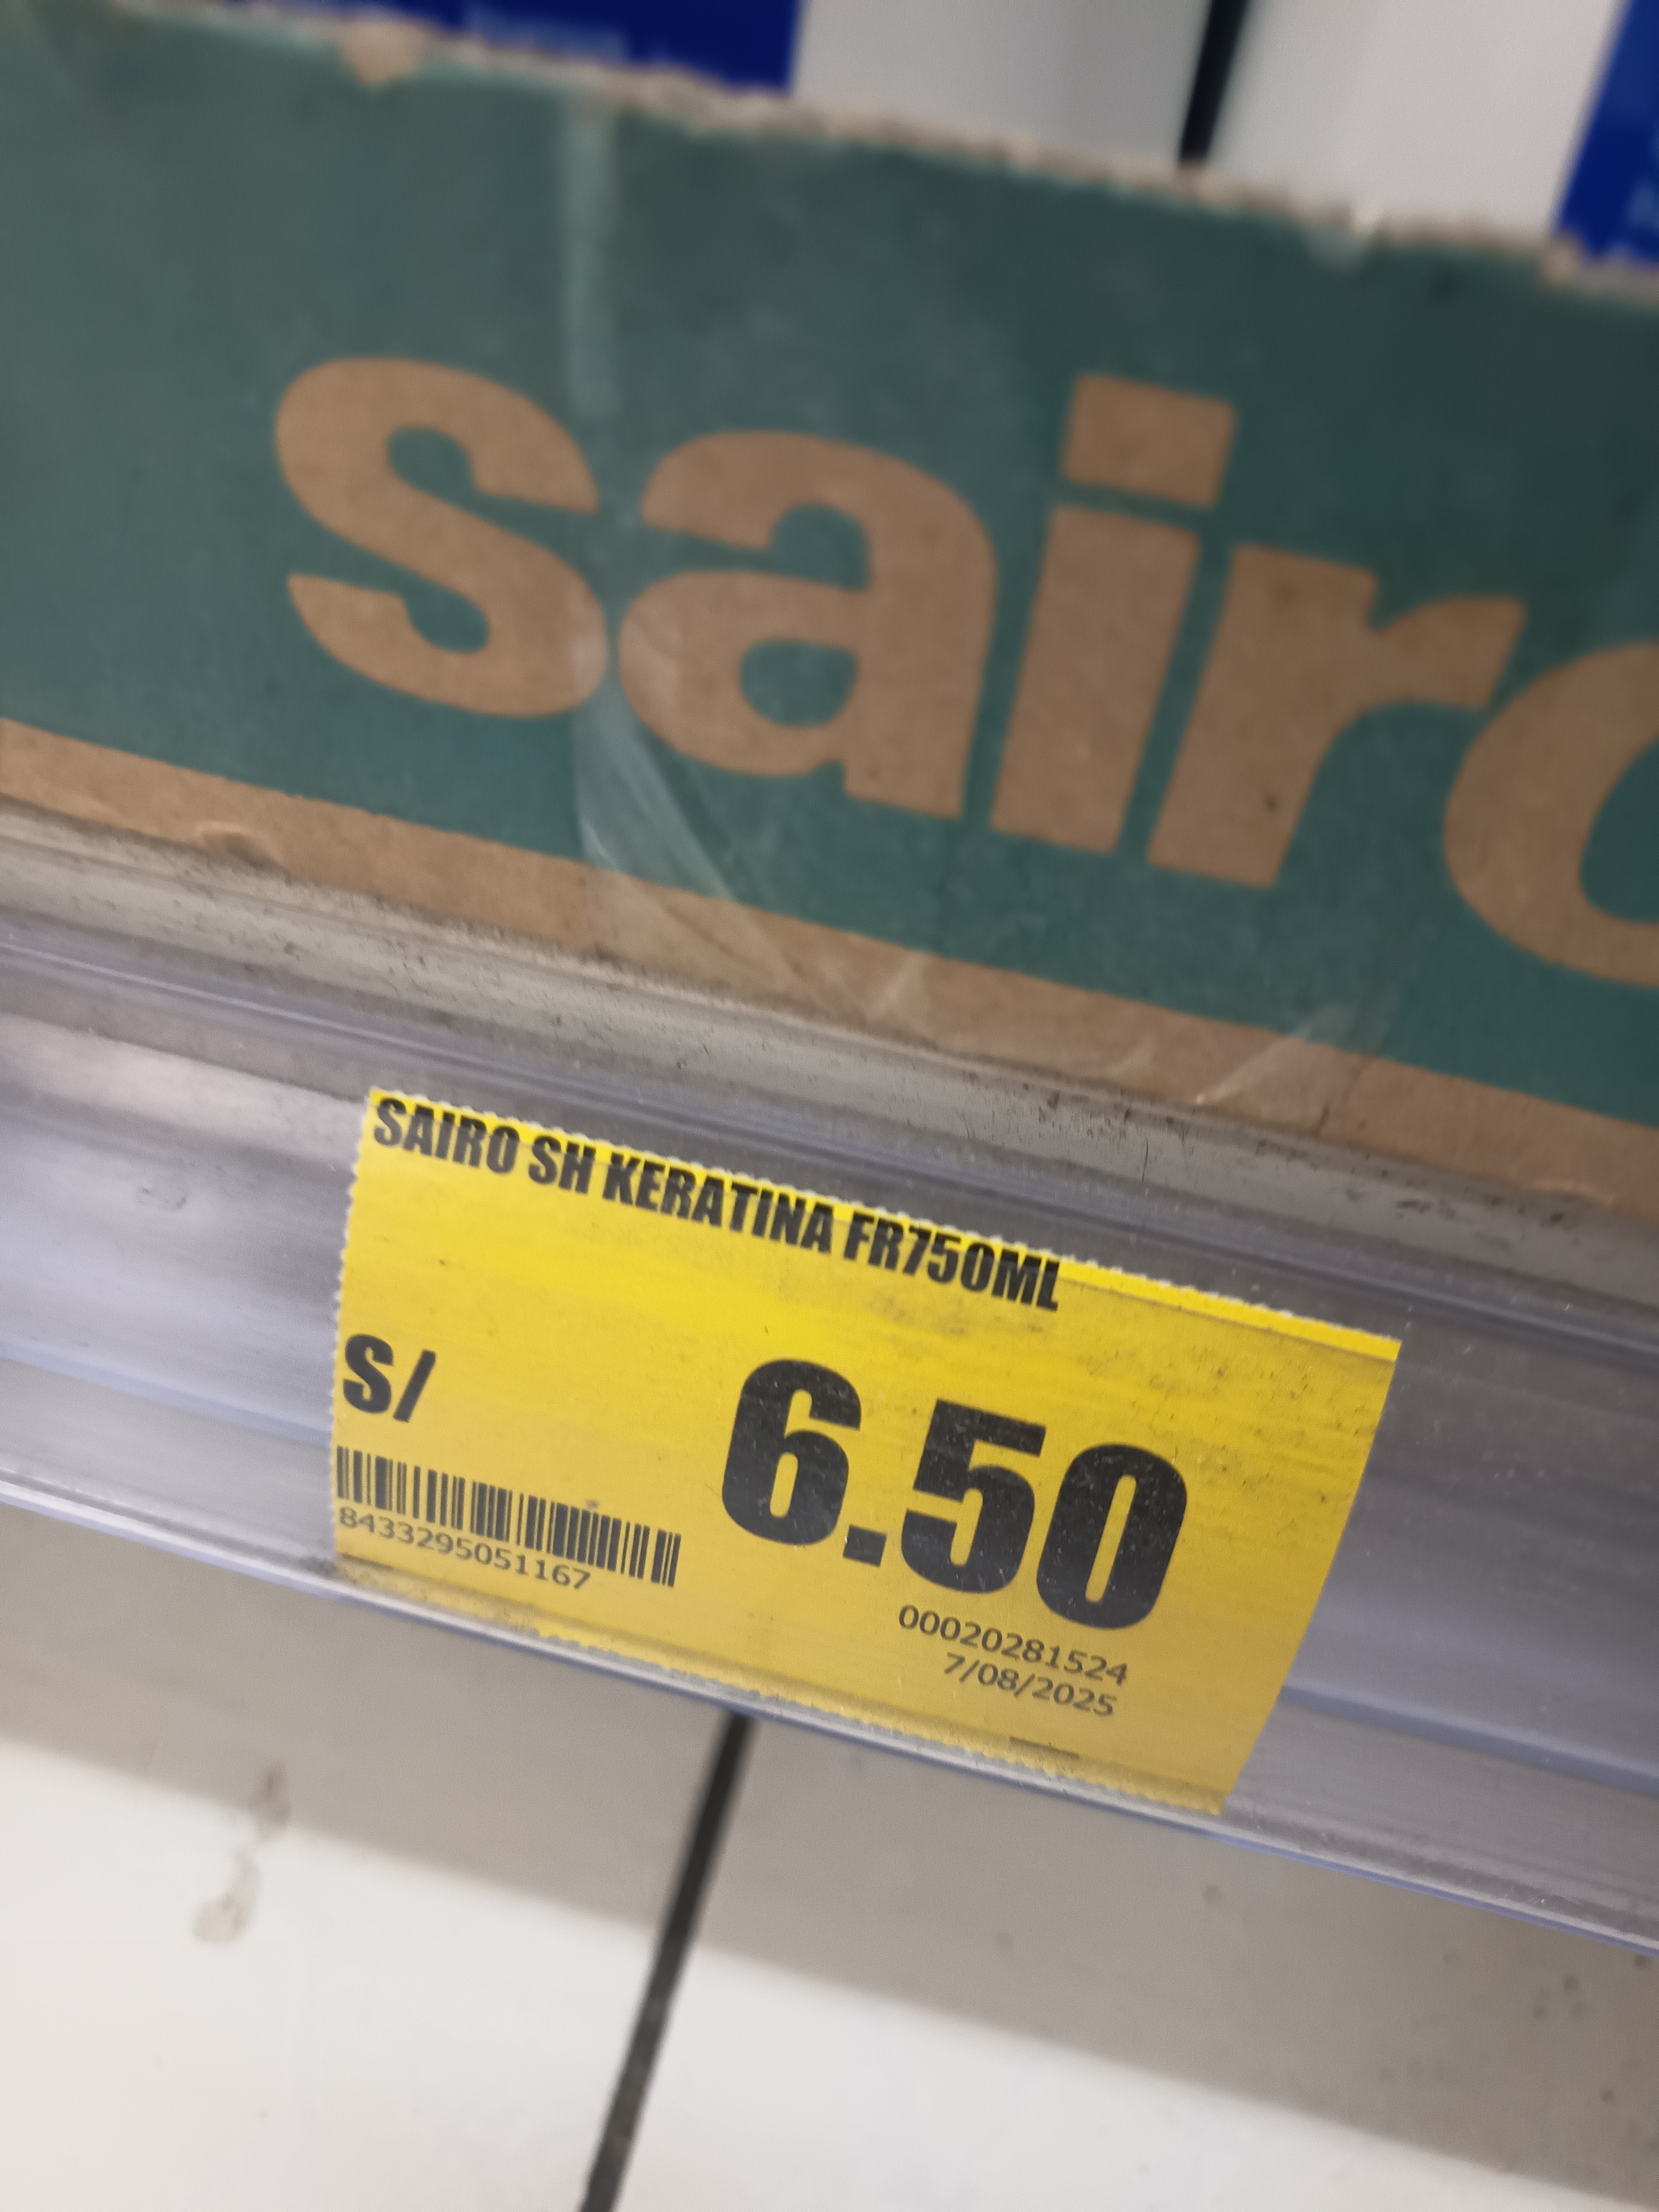 sairo
SAIRO SH KERATINA FR750ML
S/ 6.50
8433295051167
00020281524
7/08/2025